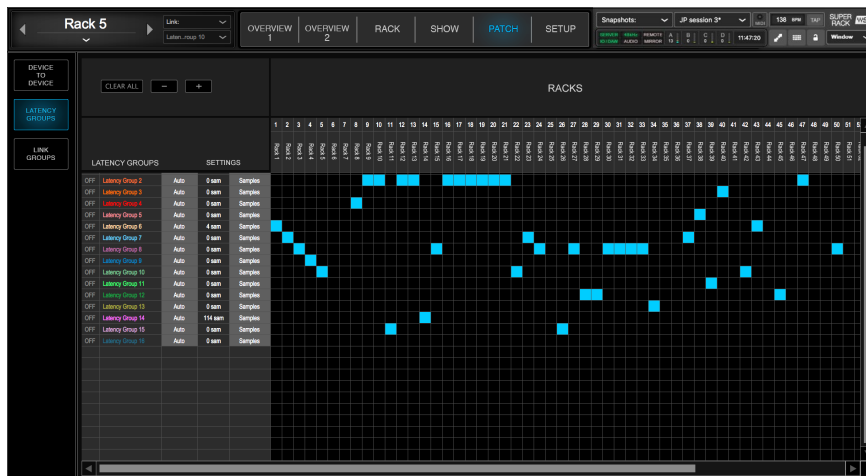 Rack 5
Link:
Laten..roup 10
OVERVIEW 1
OVERVIEW 2
RACK
SHOW
PATCH
SETUP
Snapshots:
JP session 3*
MIDI
138 BPM TAP
SUPER RACK
SERVER 48kHz REMOTE A B C D
AUDIO MIRROR 13 0 6 0
11:47:20
Window
DEVICE TO DEVICE
LATENCY GROUPS
LINK GROUPS
CLEAR ALL - +
RACKS
1 2 3 4 5 6 7 8 9 10 11 12 13 14 15 16 17 18 19 20 21 22 23 24 25 26 27 28 29 30 31 32 33 34 35 36 37 38 39 40 41 42 43 44 45 46 47 48 49 50 51
Rack 1 Rack 2 Rack 3 Rack 4 Rack 5 Rack 6 Rack 7 Rack 8 Rack 9 Rack 10 Rack 11 Rack 12 Rack 13 Rack 14 Rack 15 Rack 16 Rack 17 Rack 18 Rack 19 Rack 20 Rack 21 Rack 22 Rack 23 Rack 24 Rack 25 Rack 26 Rack 27 Rack 28 Rack 29 Rack 30 Rack 31 Rack 32 Rack 33 Rack 34 Rack 35 Rack 36 Rack 37 Rack 38 Rack 39 Rack 40 Rack 41 Rack 42 Rack 43 Rack 44 Rack 45 Rack 46 Rack 47 Rack 48 Rack 49 Rack 50 Rack 51
LATENCY GROUPS SETTINGS
OFF Latency Group 2 Auto 0 sam Samples
OFF Latency Group 3 Auto 0 sam Samples
OFF Latency Group 4 Auto 0 sam Samples
OFF Latency Group 5 Auto 0 sam Samples
OFF Latency Group 6 Auto 4 sam Samples
OFF Latency Group 7 Auto 0 sam Samples
OFF Latency Group 8 Auto 0 sam Samples
OFF Latency Group 9 Auto 0 sam Samples
OFF Latency Group 10 Auto 0 sam Samples
OFF Latency Group 11 Auto 0 sam Samples
OFF Latency Group 12 Auto 0 sam Samples
OFF Latency Group 13 Auto 0 sam Samples
OFF Latency Group 14 Auto 114 sam Samples
OFF Latency Group 15 Auto 0 sam Samples
OFF Latency Group 16 Auto 0 sam Samples